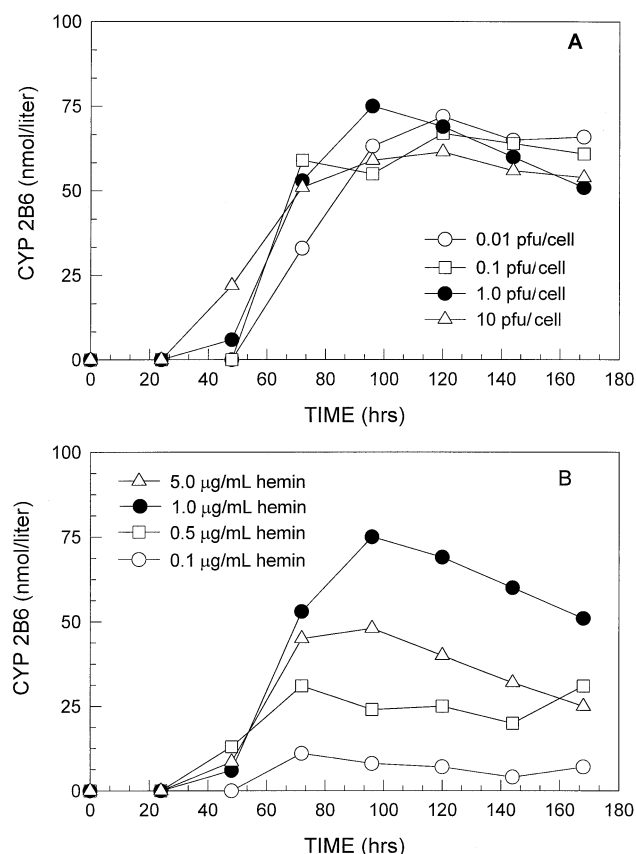 A
CYP 2B6 (nmol/liter)
100
75
50
25
0
0.01 pfu/cell
0.1 pfu/cell
1.0 pfu/cell
10 pfu/cell
0 20 40 60 80 100 120 140 160 180
TIME (hrs)
B
CYP 2B6 (nmol/liter)
100
75
50
25
0
5.0 μg/mL hemin
1.0 μg/mL hemin
0.5 μg/mL hemin
0.1 μg/mL hemin
0 20 40 60 80 100 120 140 160 180
TIME (hrs)